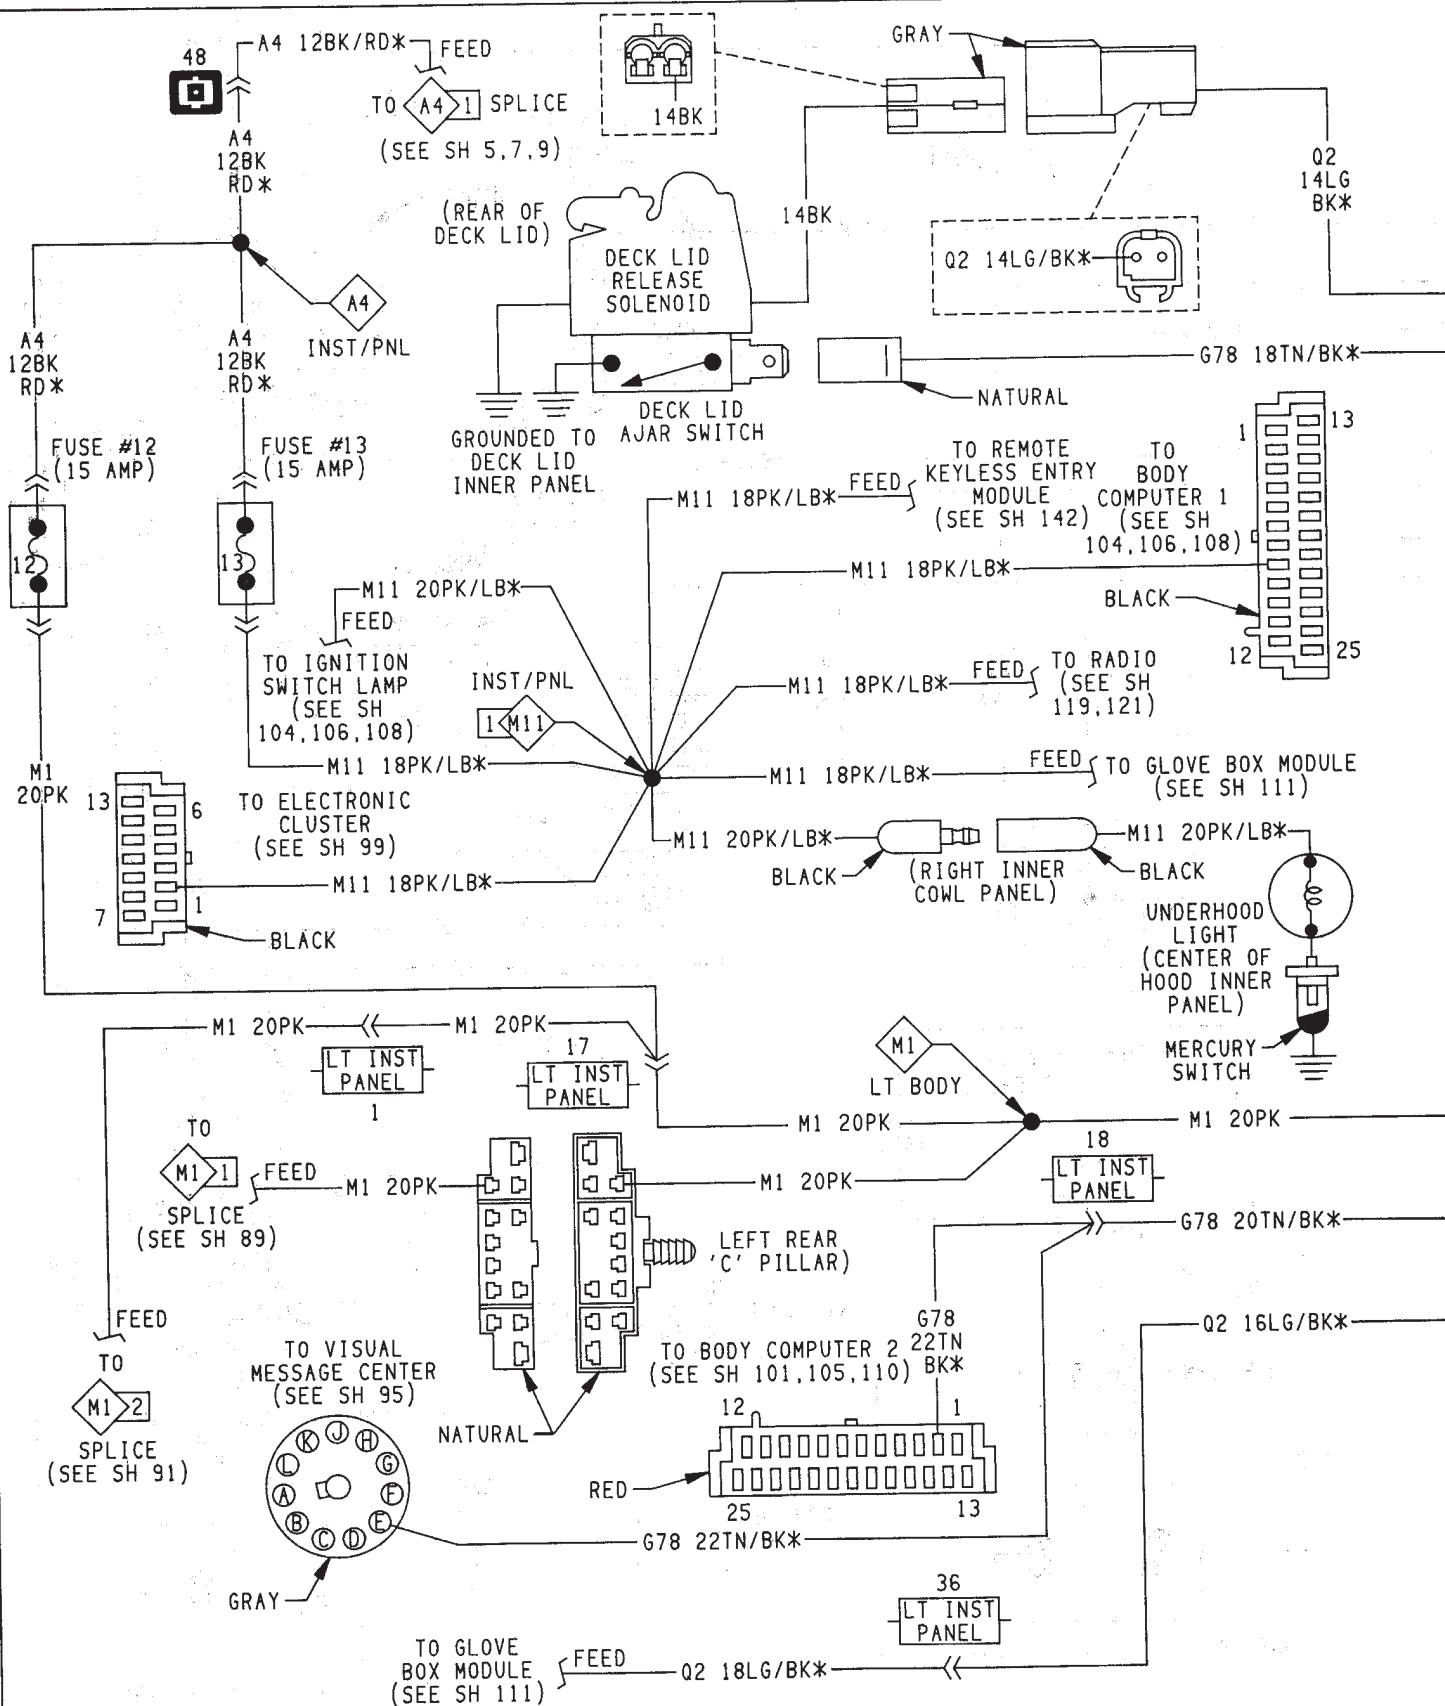 48
A4 12BK/RD*
FEED
TO A4 1 SPLICE
(SEE SH 5,7,9)
A4
12BK
RD*
14BK
GRAY
Q2
14LG
BK*
(REAR OF
DECK LID)
DECK LID
RELEASE
SOLENOID
14BK
Q2 14LG/BK*
A4
INST/PNL
A4
12BK
RD*
A4
12BK
RD*
G78 18TN/BK*
NATURAL
DECK LID
AJAR SWITCH
GROUNDED TO
DECK LID
INNER PANEL
FUSE #12
(15 AMP)
FUSE #13
(15 AMP)
12
13
M11 18PK/LB*
FEED
TO REMOTE
KEYLESS ENTRY
MODULE
(SEE SH 142)
TO
BODY
COMPUTER 1
(SEE SH
104,106,108)
1
13
12
25
M11 18PK/LB*
BLACK
M11 20PK/LB*
FEED
TO IGNITION
SWITCH LAMP
(SEE SH
104,106,108)
INST/PNL
1 M11
M11 18PK/LB*
FEED
TO RADIO
(SEE SH
119,121)
M11 18PK/LB*
M11 18PK/LB*
FEED
TO GLOVE BOX MODULE
(SEE SH 111)
M1
20PK
13
6
7
1
TO ELECTRONIC
CLUSTER
(SEE SH 99)
M11 18PK/LB*
BLACK
M11 20PK/LB*
BLACK
(RIGHT INNER
COWL PANEL)
M11 20PK/LB*
BLACK
UNDERHOOD
LIGHT
(CENTER OF
HOOD INNER
PANEL)
MERCURY
SWITCH
M1 20PK
M1 20PK
LT INST
PANEL
1
17
LT INST
PANEL
M1
LT BODY
M1 20PK
M1 20PK
18
LT INST
PANEL
TO
M1 1
SPLICE
(SEE SH 89)
FEED
M1 20PK
M1 20PK
G78 20TN/BK*
LEFT REAR
'C' PILLAR)
G78
22TN
BK*
Q2 16LG/BK*
FEED
TO
M1 2
SPLICE
(SEE SH 91)
TO VISUAL
MESSAGE CENTER
(SEE SH 95)
NATURAL
TO BODY COMPUTER 2
(SEE SH 101,105,110)
12
1
25
13
RED
J
H
G
F
E
D
C
B
A
L
K
G78 22TN/BK*
GRAY
36
LT INST
PANEL
TO GLOVE
BOX MODULE
(SEE SH 111)
FEED
Q2 18LG/BK*